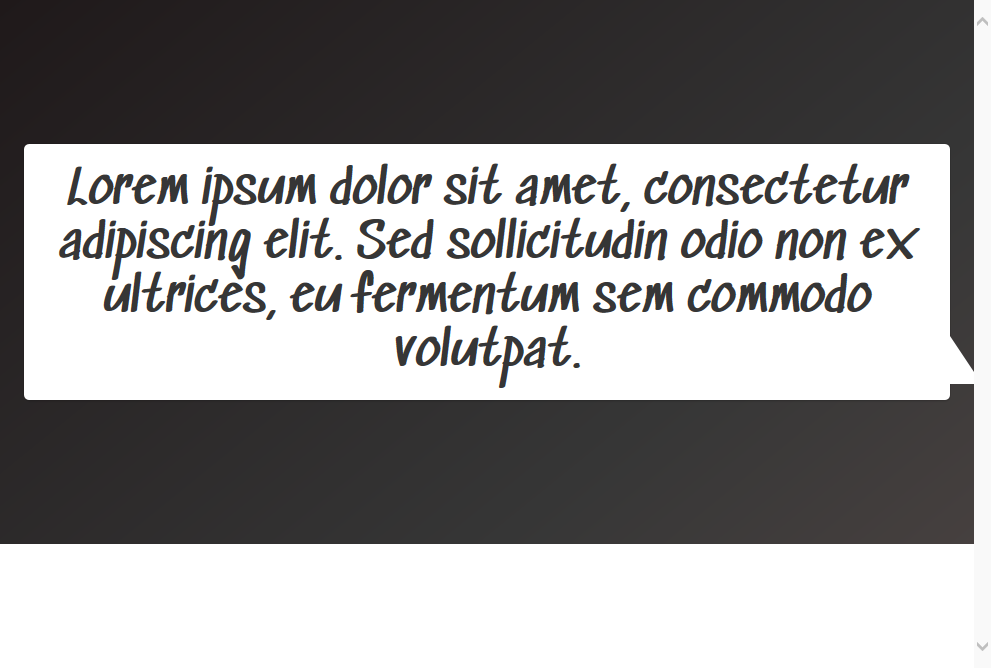 Lorem ipsum dolor sit amet, consectetur
adipiscing elit. Sed sollicitudin odio non ex
ultrices, eu fermentum sem commodo
volutpat.